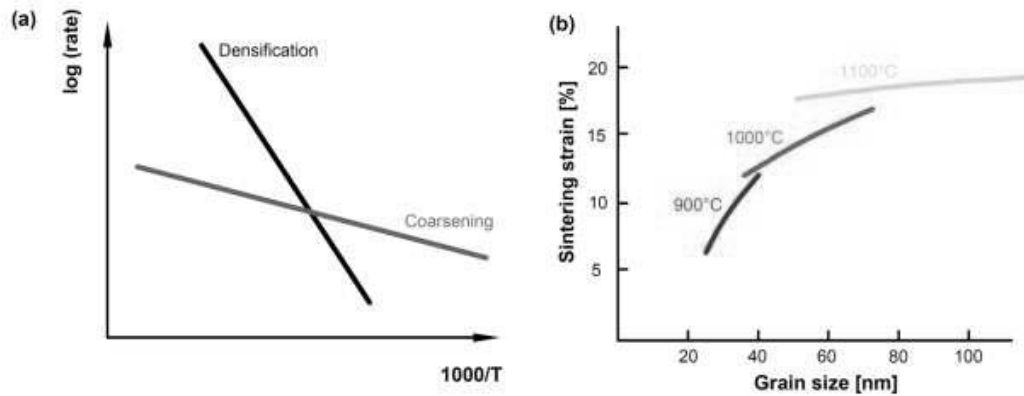 (a)
log (rate)
Densification
Coarsening
1000/T
(b)
Sintering strain [%]
20
15
10
5
1100°C
1000°C
900°C
20 40 60 80 100
Grain size [nm]